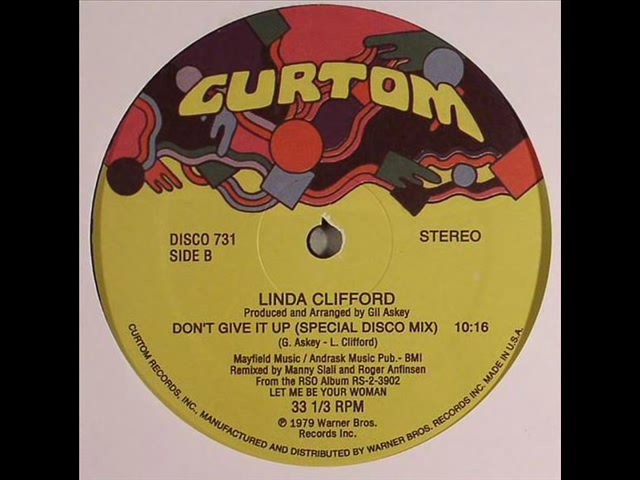 CURTOM
DISCO 731
SIDE B
STEREO
LINDA CLIFFORD
Produced and Arranged by Gil Askey
DON'T GIVE IT UP (SPECIAL DISCO MIX) 10:16
(G. Askey - L. Clifford)
Mayfield Music / Andrask Music Pub.- BMI
Remixed by Manny Slali and Roger Anfinsen
From the RSO Album RS-2-3902
LET ME BE YOUR WOMAN
33 1/3 RPM
℗ 1979 Warner Bros.
Records Inc.
CURTOM RECORDS, INC., MANUFACTURED AND DISTRIBUTED BY WARNER BROS. RECORDS INC. MADE IN U.S.A.